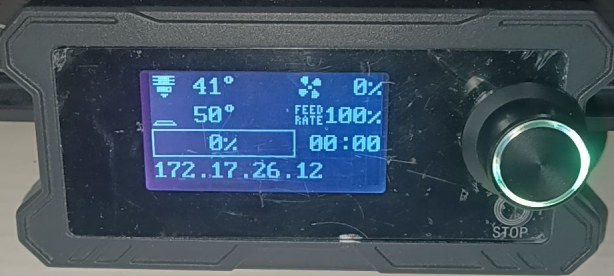 41° 0%
50° FEED RATE 100%
0% 00:00
172.17.26.12
STOP